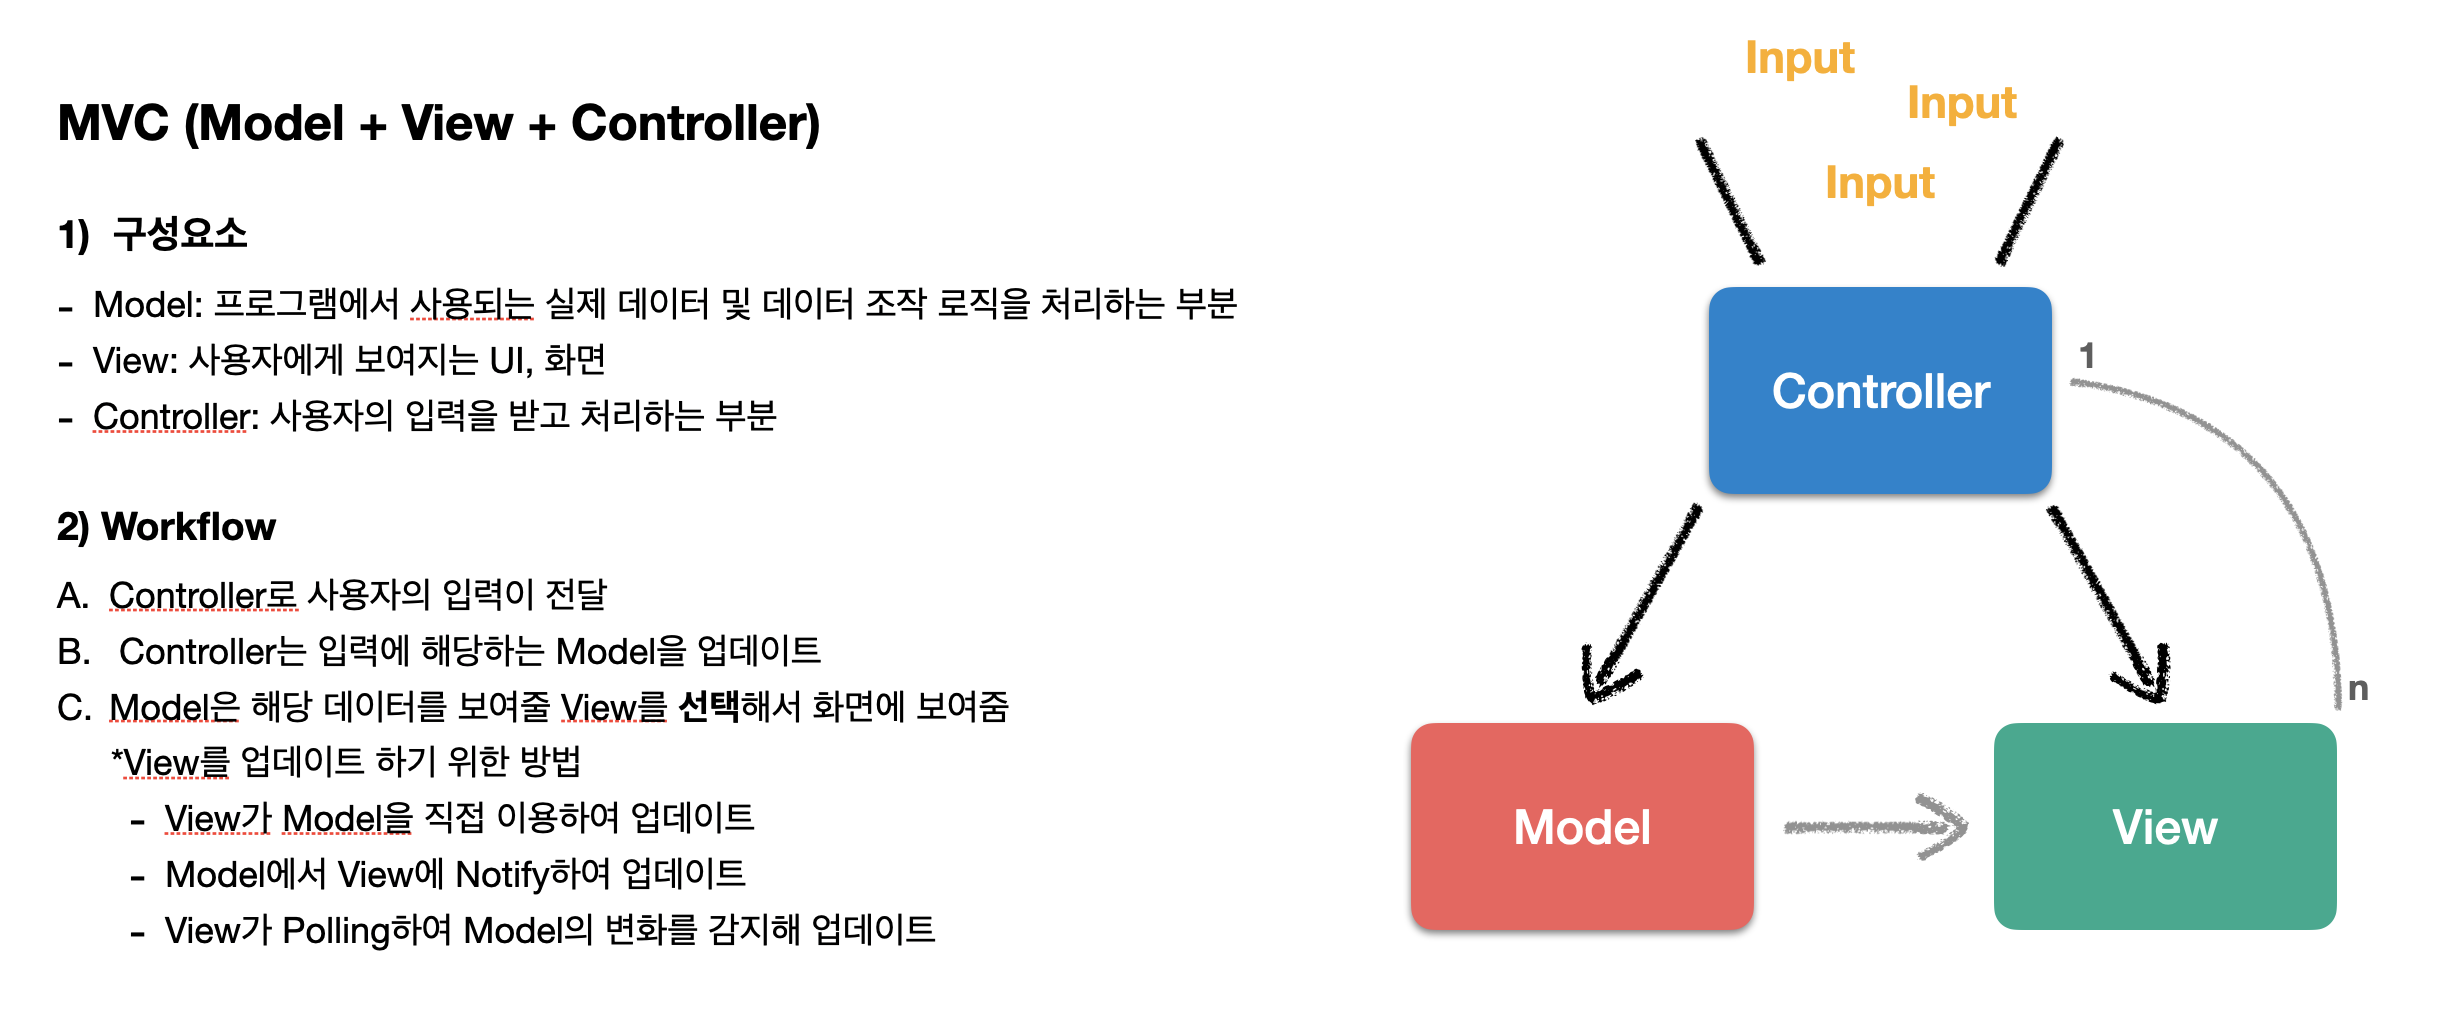 MVC (Model + View + Controller)
1) 구성요소
- Model: 프로그램에서 사용되는 실제 데이터 및 데이터 조작 로직을 처리하는 부분
- View: 사용자에게 보여지는 UI, 화면
- Controller: 사용자의 입력을 받고 처리하는 부분
2) Workflow
A. Controller로 사용자의 입력이 전달
B. Controller는 입력에 해당하는 Model을 업데이트
C. Model은 해당 데이터를 보여줄 View를 선택해서 화면에 보여줌
*View를 업데이트 하기 위한 방법
- View가 Model을 직접 이용하여 업데이트
- Model에서 View에 Notify하여 업데이트
- View가 Polling하여 Model의 변화를 감지해 업데이트
Input
Input
Input
Controller
1
n
Model
View